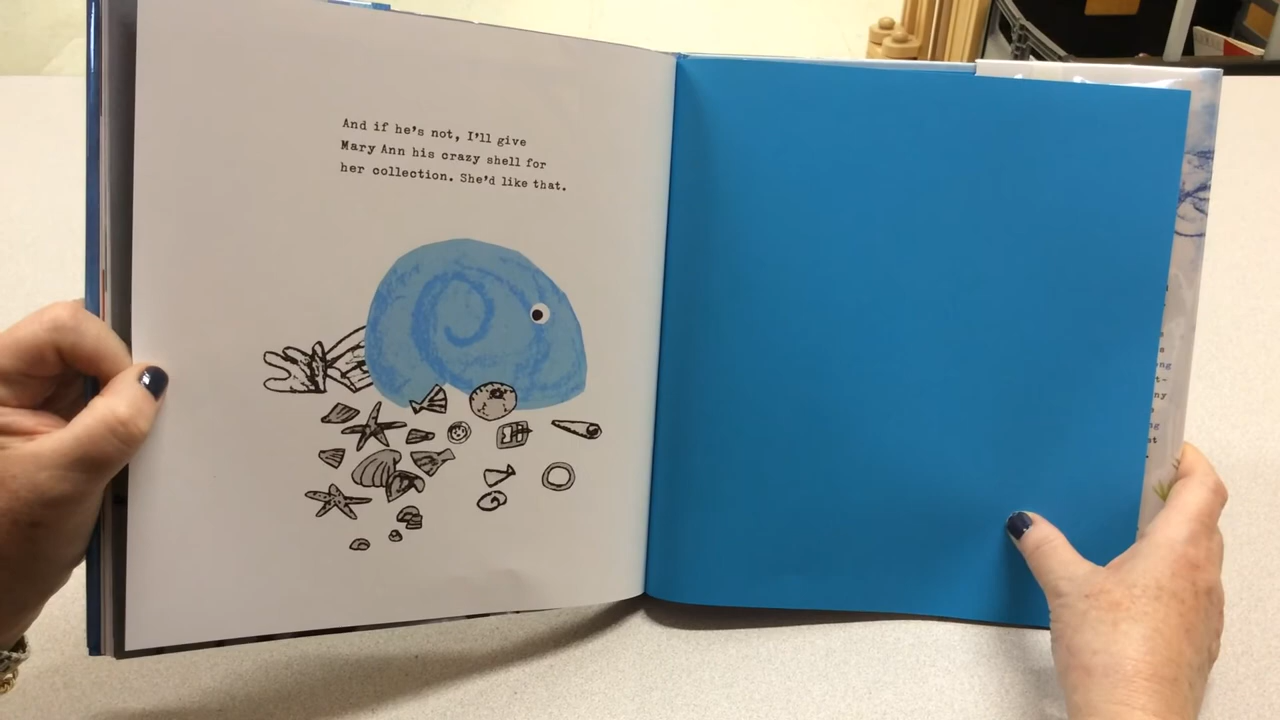 And if he's not, I'll give
Mary Ann his crazy shell for
her collection. She'd like that.